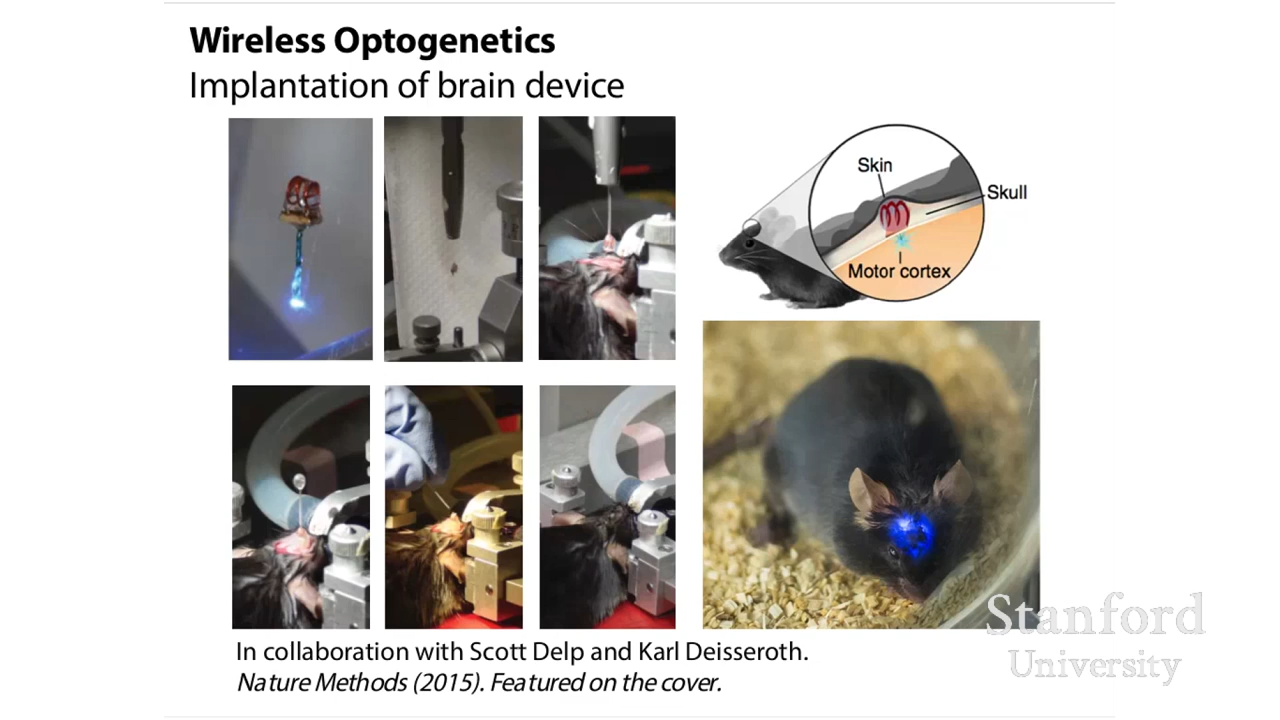 Wireless Optogenetics
Implantation of brain device
Skin
Skull
Motor cortex
In collaboration with Scott Delp and Karl Deisseroth.
Nature Methods (2015). Featured on the cover.
Stanford
University